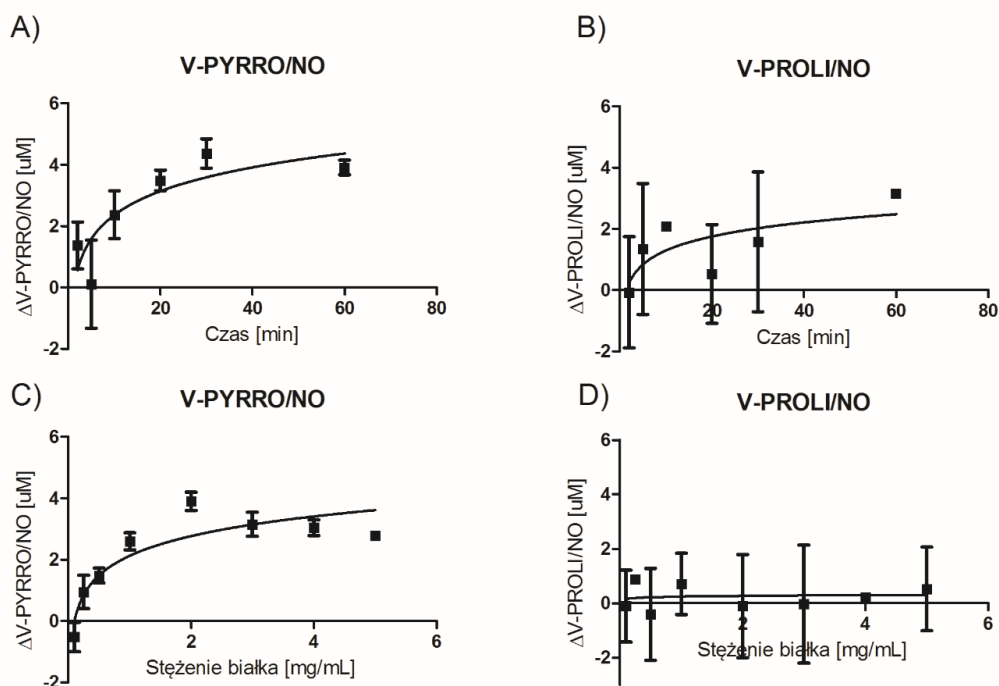 A)
V-PYRRO/NO
ΔV-PYRRO/NO [uM]
6
4
2
0
-2
20
40
60
80
Czas [min]
B)
V-PROLI/NO
ΔV-PROLI/NO [uM]
6
4
2
0
-2
20
40
60
80
Czas [min]
C)
V-PYRRO/NO
ΔV-PYRRO/NO [uM]
6
4
2
0
-2
2
4
6
Stężenie białka [mg/mL]
D)
V-PROLI/NO
ΔV-PROLI/NO [uM]
6
4
2
0
-2
2
4
6
Stężenie białka [mg/mL]